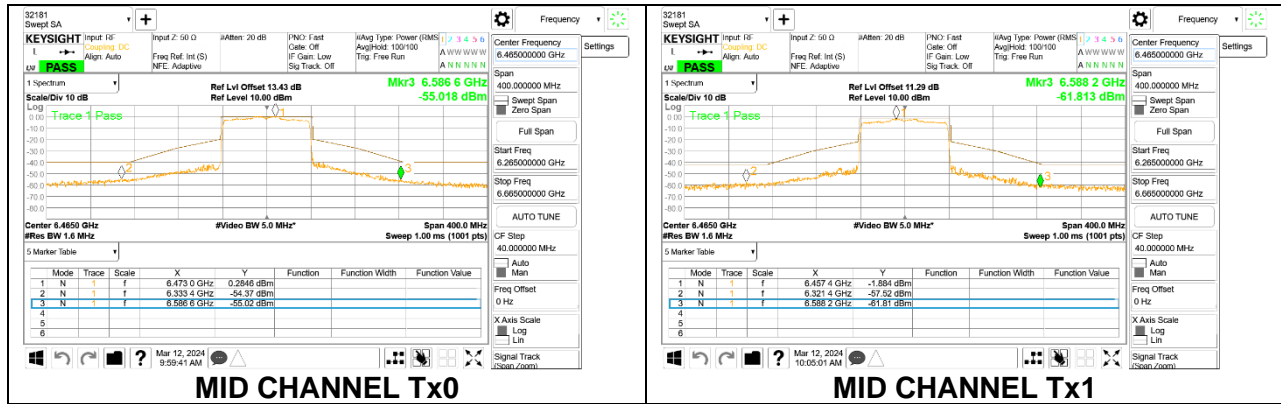 32181
Swept SA
+
Frequency
KEYSIGHT
Input: RF
Coupling: DC
Align: Auto
Input Z: 50 Ω
Freq Ref: Int (S)
NFE: Adaptive
#Atten: 20 dB
PNO: Fast
Gate: Off
IF Gain: Low
Sig Track: Off
#Avg Type: Power (RMS
Avg|Hold: 100/100
Trig: Free Run
1 2 3 4 5 6
A W W W W W
A N N N N N
L
PASS
Center Frequency
6.465000000 GHz
Settings
Span
400.000000 MHz
Swept Span
Zero Span
Full Span
Start Freq
6.265000000 GHz
Stop Freq
6.665000000 GHz
AUTO TUNE
CF Step
40.000000 MHz
Auto
Man
Freq Offset
0 Hz
X Axis Scale
Log
Lin
Signal Track
(Span Zoom)
1 Spectrum
Scale/Div 10 dB
Ref Lvl Offset 13.43 dB
Ref Level 10.00 dBm
Mkr3 6.586 6 GHz
-55.018 dBm
Log
Trace 1 Pass
0.00
-10.0
-20.0
-30.0
-40.0
-50.0
-60.0
-70.0
-80.0
1
2
3
Center 6.4650 GHz
#Res BW 1.6 MHz
#Video BW 5.0 MHz*
Span 400.0 MHz
Sweep 1.00 ms (1001 pts)
5 Marker Table
Mode Trace Scale X Y Function Function Width Function Value
1 N 1 f 6.473 0 GHz 0.2846 dBm
2 N 1 f 6.333 4 GHz -54.37 dBm
3 N 1 f 6.586 6 GHz -55.02 dBm
4
5
6
?
Mar 12, 2024
9:59:41 AM
MID CHANNEL Tx0
32181
Swept SA
+
Frequency
KEYSIGHT
Input: RF
Coupling: DC
Align: Auto
Input Z: 50 Ω
Freq Ref: Int (S)
NFE: Adaptive
#Atten: 20 dB
PNO: Fast
Gate: Off
IF Gain: Low
Sig Track: Off
#Avg Type: Power (RMS
Avg|Hold: 100/100
Trig: Free Run
1 2 3 4 5 6
A W W W W W
A N N N N N
L
PASS
Center Frequency
6.465000000 GHz
Settings
Span
400.000000 MHz
Swept Span
Zero Span
Full Span
Start Freq
6.265000000 GHz
Stop Freq
6.665000000 GHz
AUTO TUNE
CF Step
40.000000 MHz
Auto
Man
Freq Offset
0 Hz
X Axis Scale
Log
Lin
Signal Track
(Span Zoom)
1 Spectrum
Scale/Div 10 dB
Ref Lvl Offset 11.29 dB
Ref Level 10.00 dBm
Mkr3 6.588 2 GHz
-61.813 dBm
Log
Trace 1 Pass
0.00
-10.0
-20.0
-30.0
-40.0
-50.0
-60.0
-70.0
-80.0
1
2
3
Center 6.4650 GHz
#Res BW 1.6 MHz
#Video BW 5.0 MHz*
Span 400.0 MHz
Sweep 1.00 ms (1001 pts)
5 Marker Table
Mode Trace Scale X Y Function Function Width Function Value
1 N 1 f 6.457 4 GHz -1.884 dBm
2 N 1 f 6.321 4 GHz -57.52 dBm
3 N 1 f 6.588 2 GHz -61.81 dBm
4
5
6
?
Mar 12, 2024
10:05:01 AM
MID CHANNEL Tx1